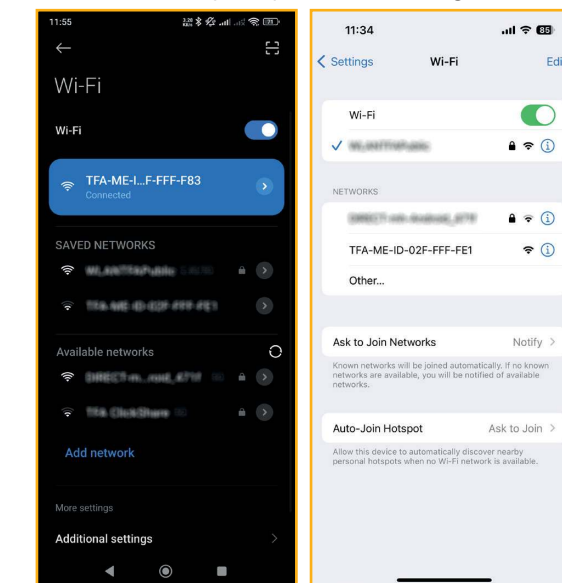 11:55
Wi-Fi
Wi-Fi
TFA-ME-I...F-FFF-F83
Connected
SAVED NETWORKS
Available networks
Add network
More settings
Additional settings
11:34
85
Settings
Wi-Fi
Edi
Wi-Fi
NETWORKS
TFA-ME-ID-02F-FFF-FE1
Other...
Ask to Join Networks
Notify
Known networks will be joined automatically. If no known
networks are available, you will be notified of available
networks.
Auto-Join Hotspot
Ask to Join
Allow this device to automatically discover nearby
personal hotspots when no Wi-Fi network is available.